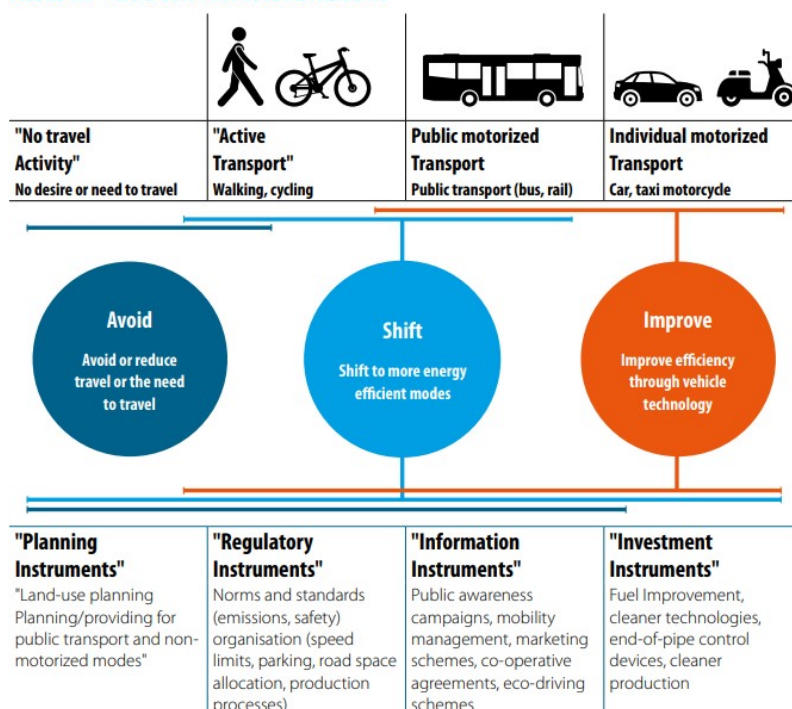 "No travel
Activity"
No desire or need to travel
"Active
Transport"
Walking, cycling
Public motorized
Transport
Public transport (bus, rail)
Individual motorized
Transport
Car, taxi motorcycle
Avoid
Avoid or reduce
travel or the need
to travel
Shift
Shift to more energy
efficient modes
Improve
Improve efficiency
through vehicle
technology
"Planning
Instruments"
"Land-use planning
Planning/providing for
public transport and non-
motorized modes"
"Regulatory
Instruments"
Norms and standards
(emissions, safety)
organisation (speed
limits, parking, road space
allocation, production
processes)
"Information
Instruments"
Public awareness
campaigns, mobility
management, marketing
schemes, co-operative
agreements, eco-driving
schemes
"Investment
Instruments"
Fuel Improvement,
cleaner technologies,
end-of-pipe control
devices, cleaner
production